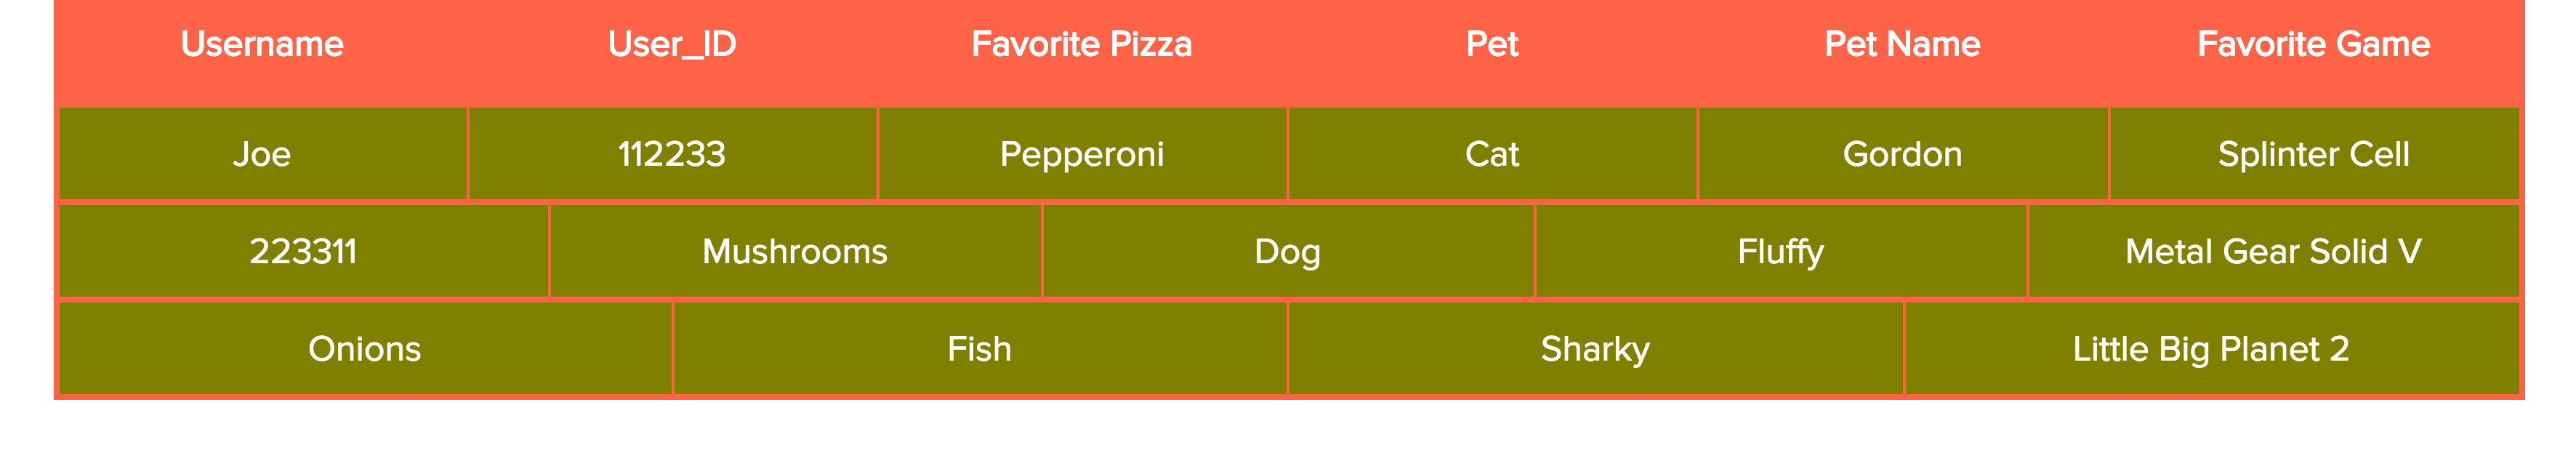 Username User_ID Favorite Pizza Pet Pet Name Favorite Game
Joe 112233 Pepperoni Cat Gordon Splinter Cell
223311 Mushrooms Dog Fluffy Metal Gear Solid V
Onions Fish Sharky Little Big Planet 2